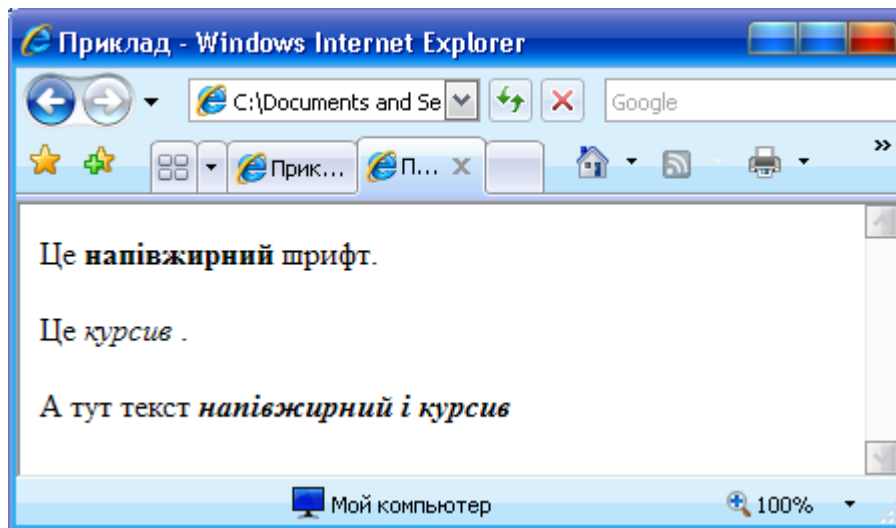 Приклад - Windows Internet Explorer
C:\Documents and Se
Google
Прик...
П...
»
Це напівжирний шрифт.
Це курсив .
А тут текст напівжирний і курсив
Мой компьютер
100%